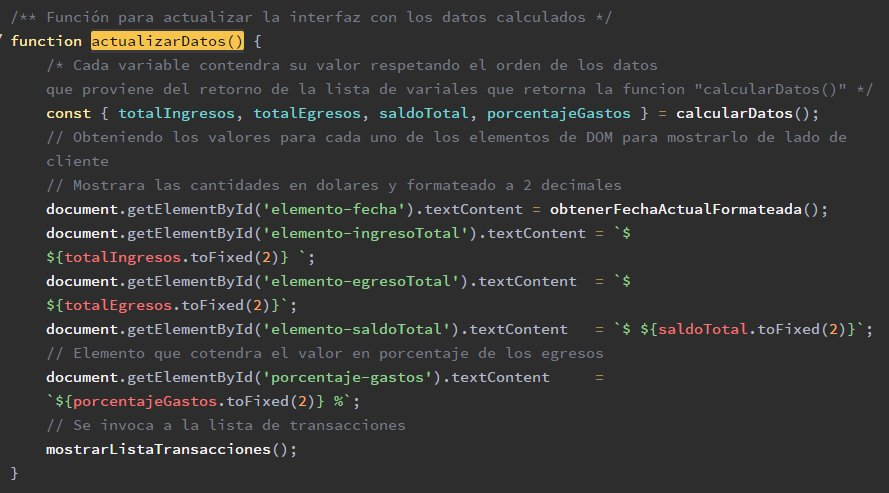 /** Función para actualizar la interfaz con los datos calculados */
function actualizarDatos() {
/* Cada variable contendra su valor respetando el orden de los datos
que proviene del retorno de la lista de variales que retorna la funcion "calcularDatos()" */
const { totalIngresos, totalEgresos, saldoTotal, porcentajeGastos } = calcularDatos();
// Obteniendo los valores para cada uno de los elementos de DOM para mostrarlo de lado de
cliente
// Mostrara las cantidades en dolares y formateado a 2 decimales
document.getElementById('elemento-fecha').textContent = obtenerFechaActualFormateada();
document.getElementById('elemento-ingresoTotal').textContent = `$
${totalIngresos.toFixed(2)} `;
document.getElementById('elemento-egresoTotal').textContent  = `$
${totalEgresos.toFixed(2)}`;
document.getElementById('elemento-saldoTotal').textContent   = `$ ${saldoTotal.toFixed(2)}`;
// Elemento que cotendra el valor en porcentaje de los egresos
document.getElementById('porcentaje-gastos').textContent     =
`${porcentajeGastos.toFixed(2)} %`;
// Se invoca a la lista de transacciones
mostrarListaTransacciones();
}